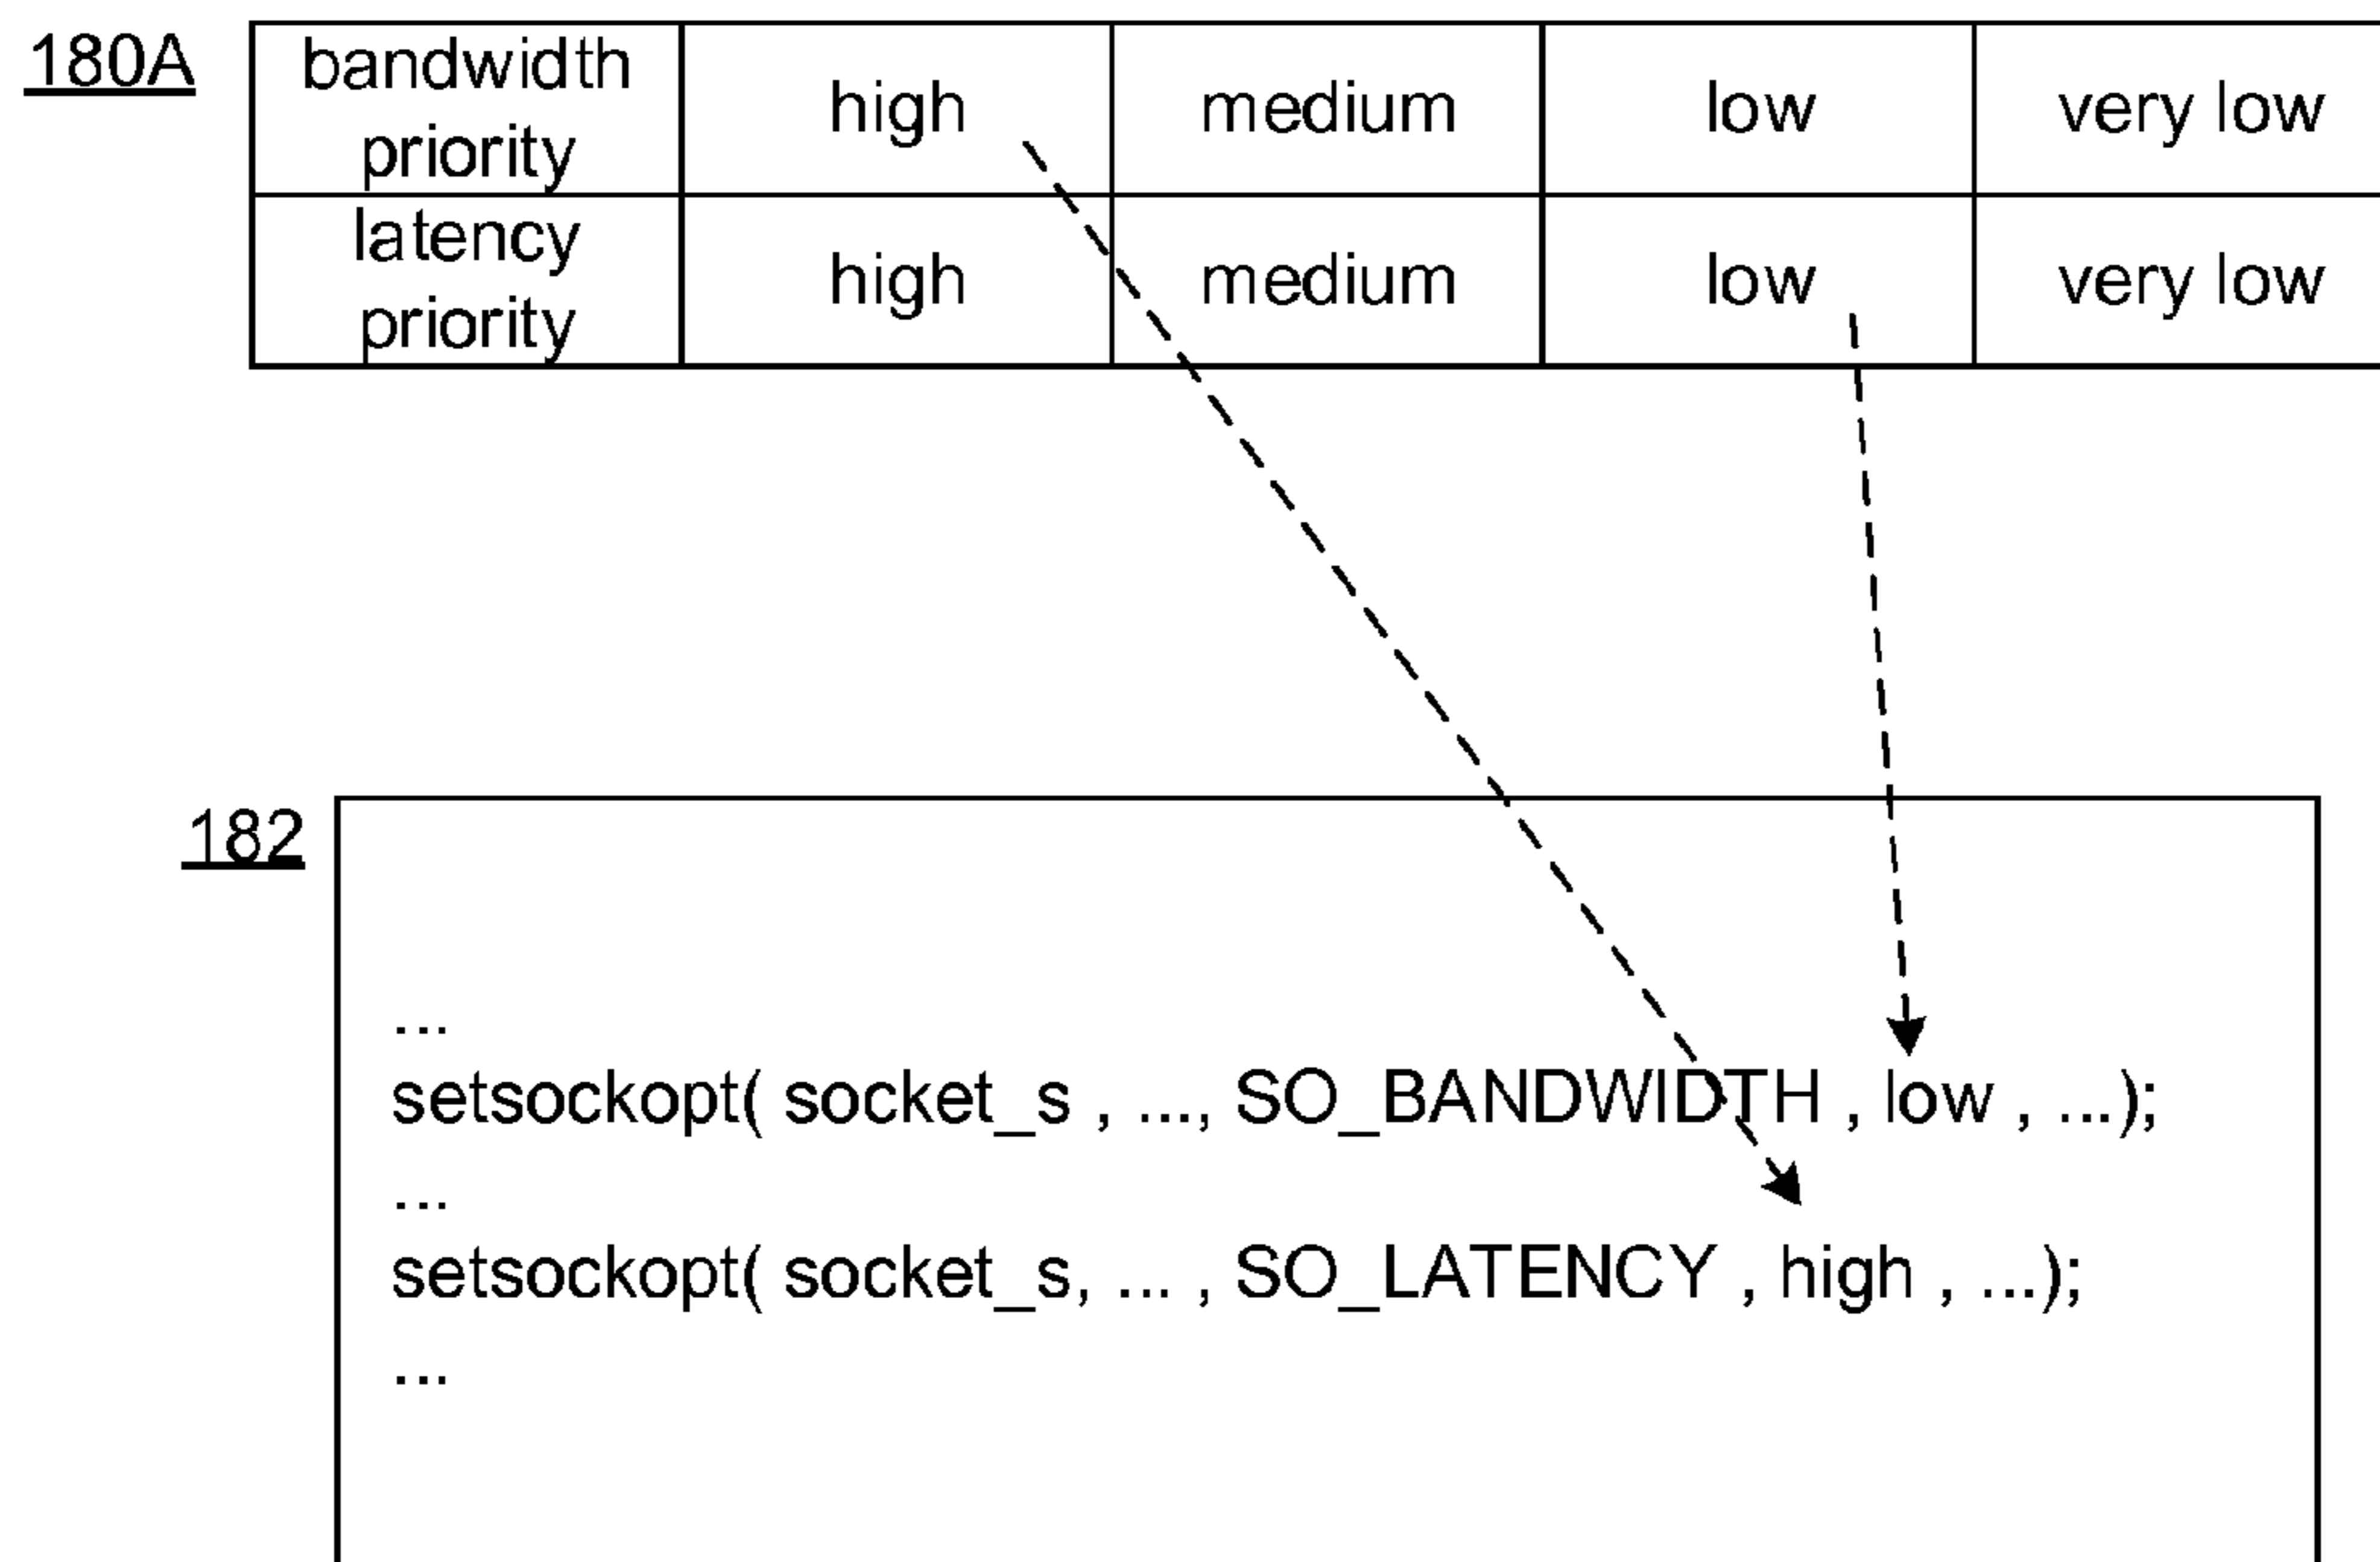 180A
bandwidth priority high medium low very low
latency priority high medium low very low
182
...
setsockopt( socket_s , ..., SO_BANDWIDTH , low , ...);
...
setsockopt( socket_s, ... , SO_LATENCY , high , ...);
...